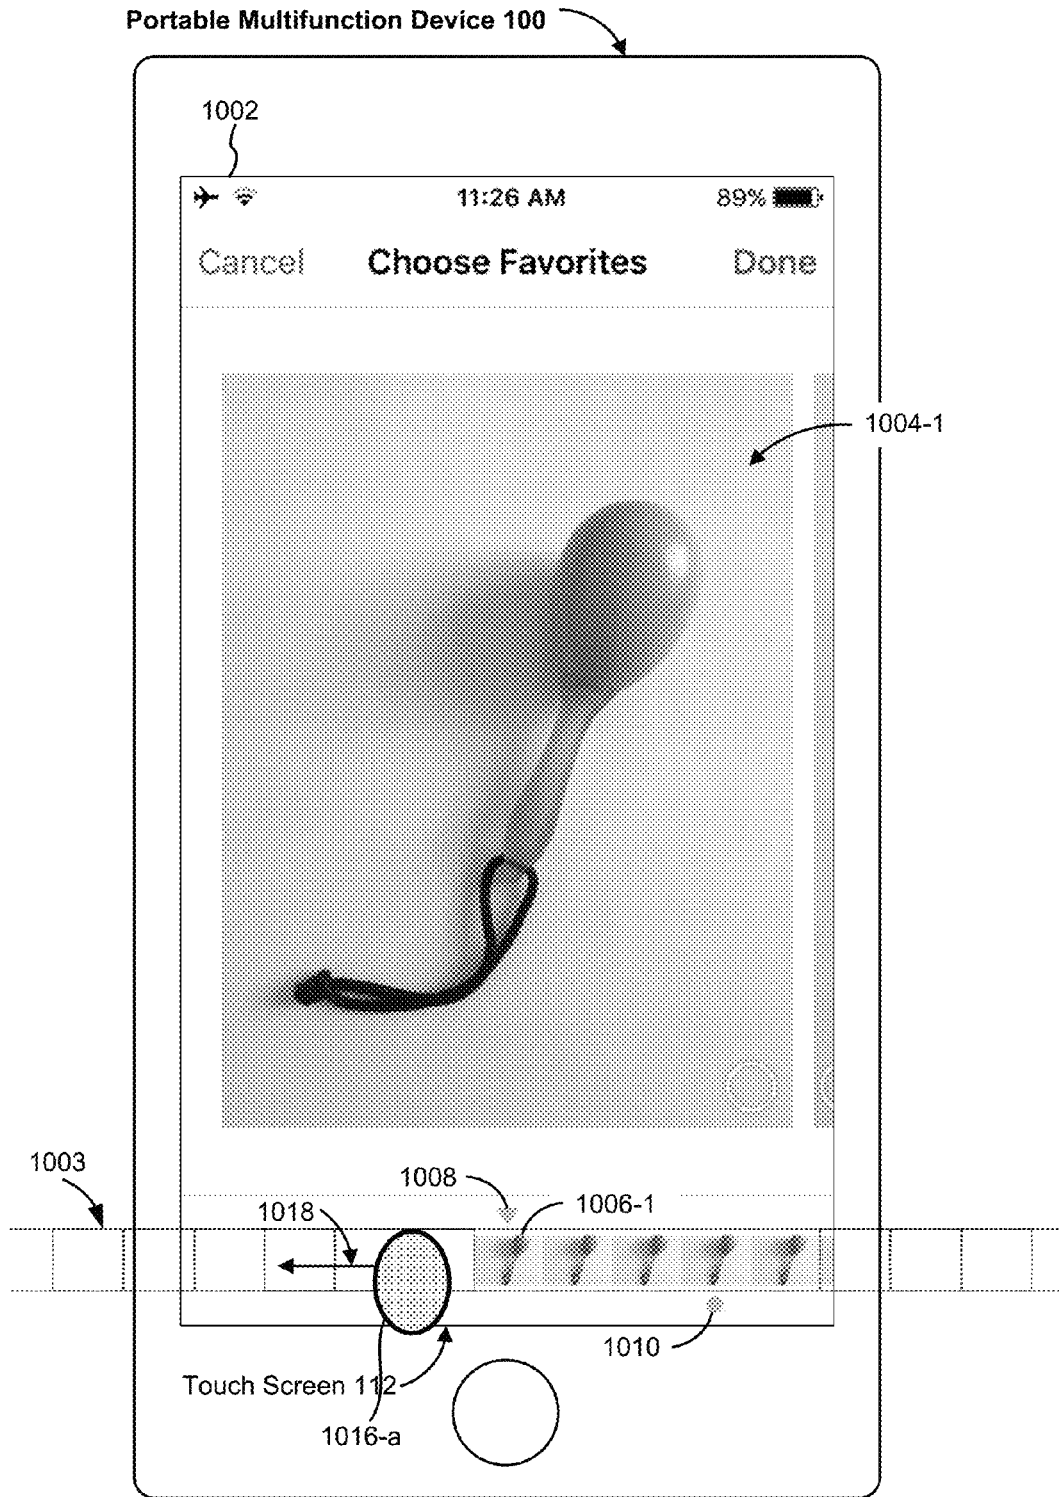 Portable Multifunction Device 100
1002
11:26 AM 89%
Cancel Choose Favorites Done
1004-1
1003
1008
1018
1006-1
1010
Touch Screen 112
1016-a